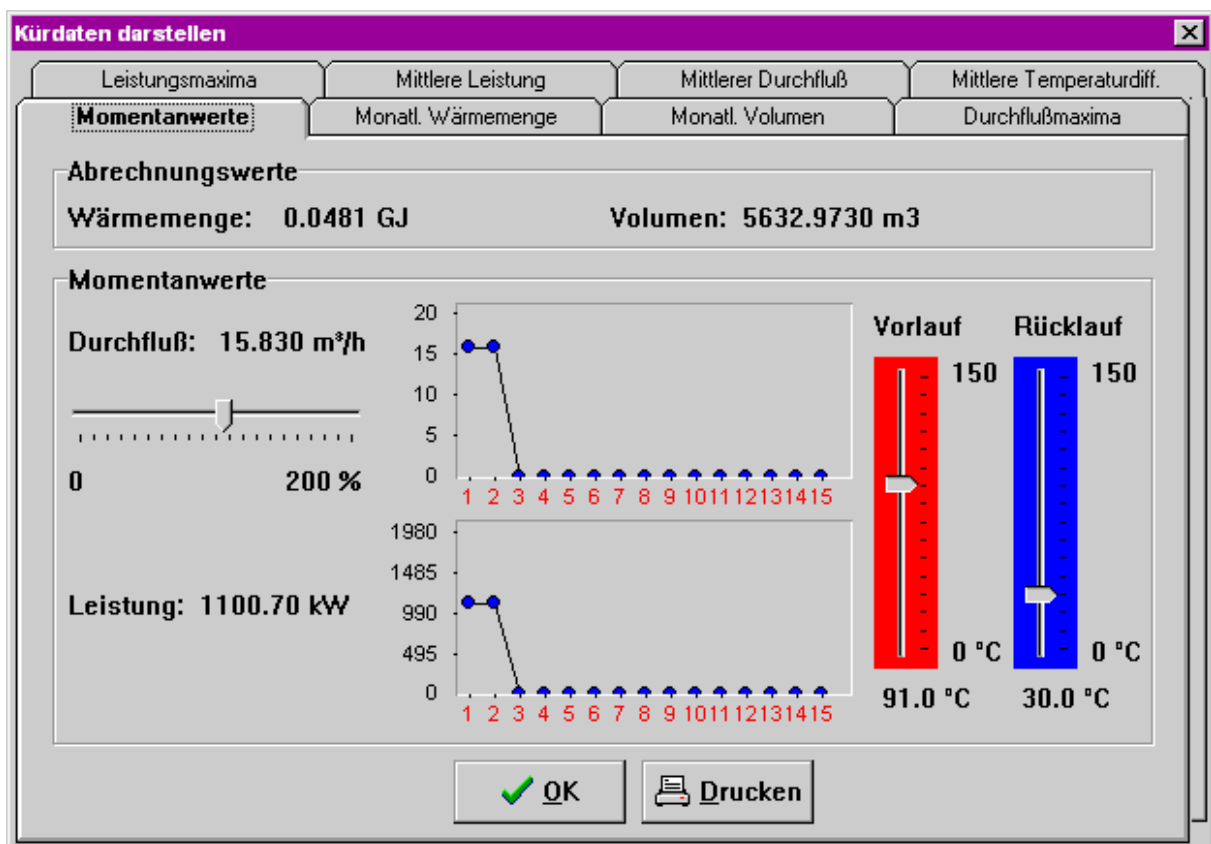 Kürdaten darstellen
Leistungsmaxima Mittlere Leistung Mittlerer Durchfluß Mittlere Temperaturdiff.
Momentanwerte Monatl. Wärmemenge Monatl. Volumen Durchflußmaxima
Abrechnungswerte
Wärmemenge: 0.0481 GJ Volumen: 5632.9730 m3
Momentanwerte
Durchfluß: 15.830 m³/h
0 200 %
20
15
10
5
0
1 2 3 4 5 6 7 8 9 10 11 12 13 14 15
Leistung: 1100.70 kW
1980
1485
990
495
0
1 2 3 4 5 6 7 8 9 10 11 12 13 14 15
Vorlauf Rücklauf
150 150
0 °C 0 °C
91.0 °C 30.0 °C
OK Drucken